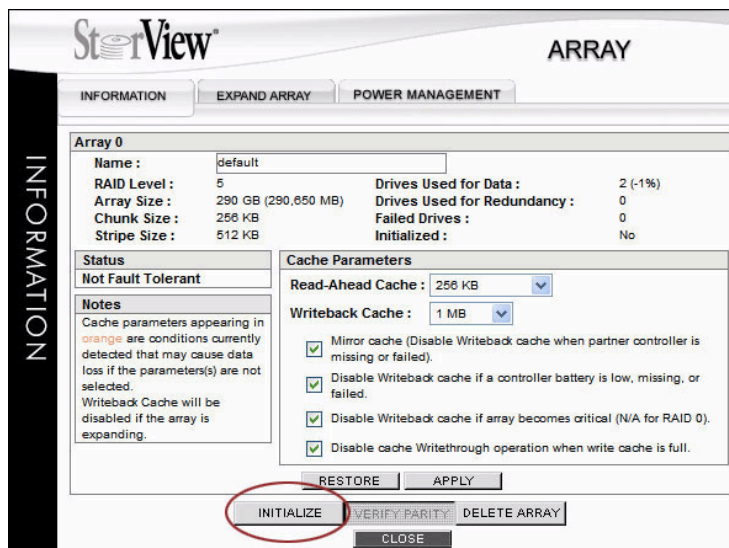 StorView
ARRAY
INFORMATION
EXPAND ARRAY
POWER MANAGEMENT
INFORMATION
Array 0
Name :
default
RAID Level :
5
Drives Used for Data :
2 (-1%)
Array Size :
290 GB (290,650 MB)
Drives Used for Redundancy :
0
Chunk Size :
256 KB
Failed Drives :
0
Stripe Size :
512 KB
Initialized :
No
Status
Not Fault Tolerant
Notes
Cache parameters appearing in
orange are conditions currently
detected that may cause data
loss if the parameters(s) are not
selected.
Writeback Cache will be
disabled if the array is
expanding.
Cache Parameters
Read-Ahead Cache :
256 KB
Writeback Cache :
1 MB
Mirror cache (Disable Writeback cache when partner controller is
missing or failed).
Disable Writeback cache if a controller battery is low, missing, or
failed.
Disable Writeback cache if array becomes critical (N/A for RAID 0).
Disable cache Writethrough operation when write cache is full.
RESTORE
APPLY
INITIALIZE
VERIFY PARITY
DELETE ARRAY
CLOSE